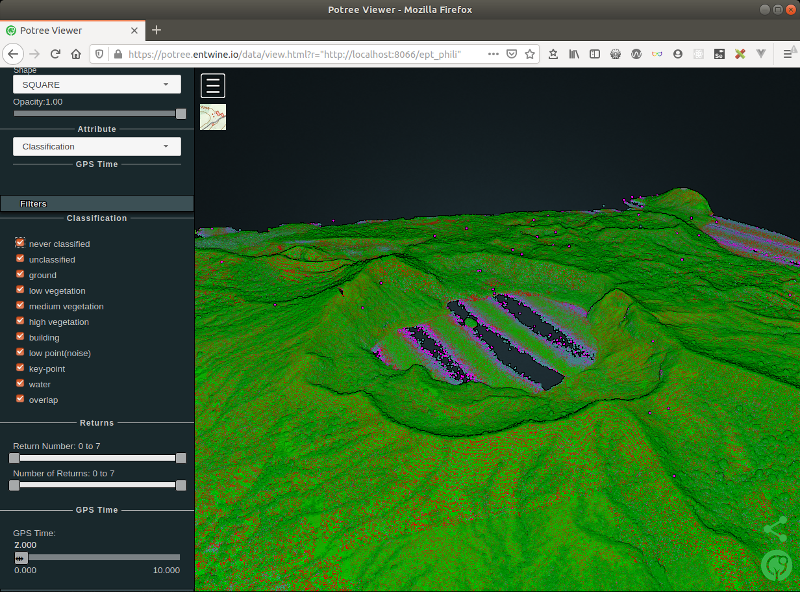 Potree Viewer - Mozilla Firefox
Potree Viewer
https://potree.entwine.io/data/view.html?r="http://localhost:8066/ept_phili"
Shape
SQUARE
Opacity:1.00
Attribute
Classification
GPS Time
Filters
Classification
never classified
unclassified
ground
low vegetation
medium vegetation
high vegetation
building
low point(noise)
key-point
water
overlap
Returns
Return Number: 0 to 7
Number of Returns: 0 to 7
GPS Time
GPS Time:
2.000
0.000 10.000